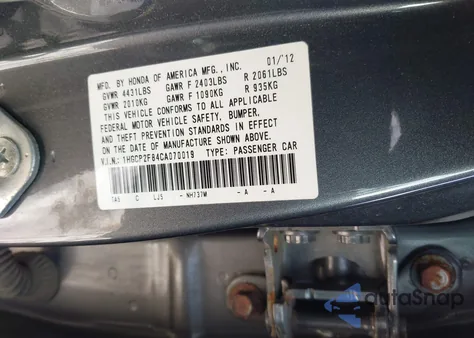 MFD. BY HONDA OF AMERICA MFG., INC. 01/'12
GVWR 4431LBS GAWR F 2403LBS R 2061LBS
GVWR 2010KG GAWR F 1090KG R 935KG
THIS VEHICLE CONFORMS TO ALL APPLICABLE
FEDERAL MOTOR VEHICLE SAFETY, BUMPER,
AND THEFT PREVENTION STANDARDS IN EFFECT
ON THE DATE OF MANUFACTURE SHOWN ABOVE.
V.I.N.: 1HGCP2F84CA070019 TYPE: PASSENGER CAR
C - NH737M - A - A
autoSnap